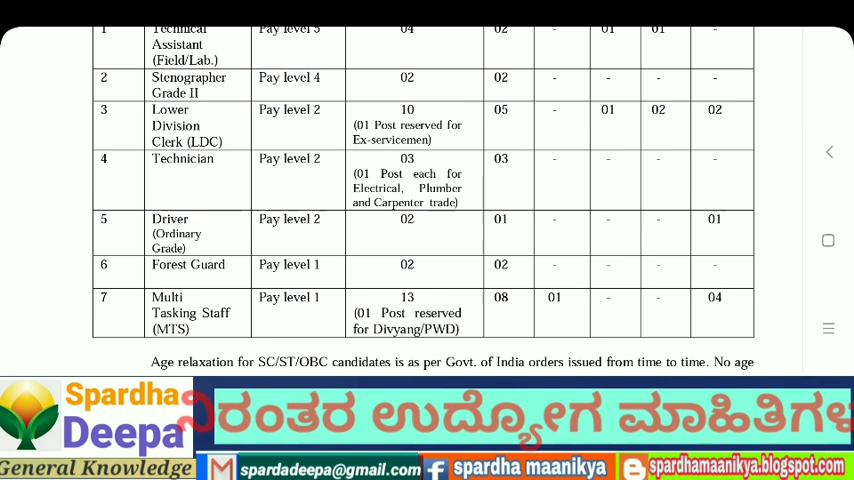 1 Technical Pay level 5 04 02 - 01 01 -
Assistant
(Field/Lab.)
2 Stenographer Pay level 4 02 02 - - - -
Grade II
3 Lower Pay level 2 10 05 - 01 02 02
Division (01 Post reserved for
Clerk (LDC) Ex-servicemen)
4 Technician Pay level 2 03 03 - - - -
(01 Post each for
Electrical, Plumber
and Carpenter trade)
5 Driver Pay level 2 02 01 - - - 01
(Ordinary
Grade)
6 Forest Guard Pay level 1 02 02 - - - -
7 Multi Pay level 1 13 08 01 - - 04
Tasking Staff (01 Post reserved
(MTS) for Divyang/PWD)
Age relaxation for SC/ST/OBC candidates is as per Govt. of India orders issued from time to time. No age
Spardha
Deepa
General Knowledge
ನಿರಂತರ ಉದ್ಯೋಗ ಮಾಹಿತಿಗಳ
spardadeepa@gmail.com spardha maanikya spardhamaanikya.blogspot.com